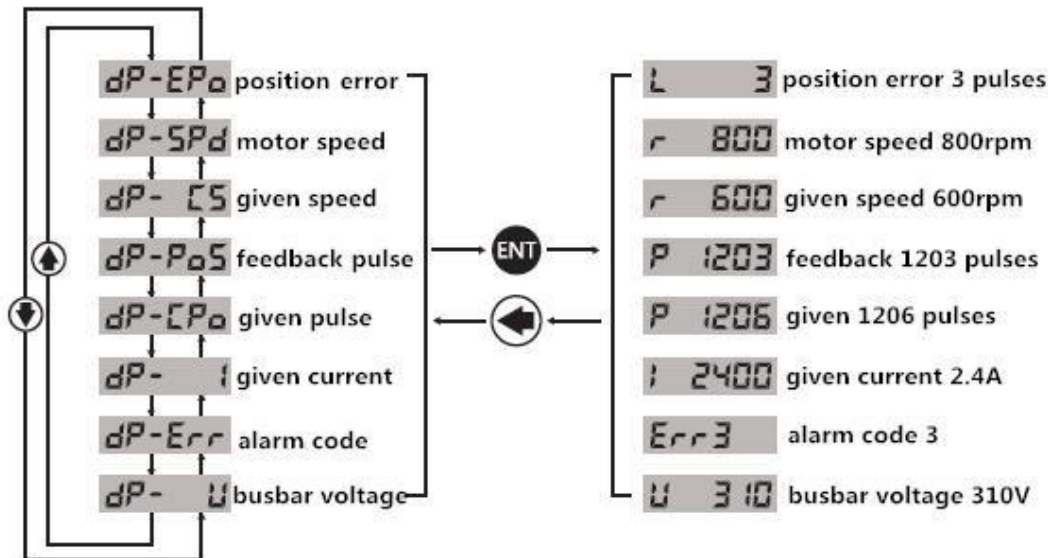 dP-EPo position error
dP-SPd motor speed
dP- CS given speed
dP-PoS feedback pulse
dP-CPo given pulse
dP- I given current
dP-Err alarm code
dP- U busbar voltage
ENT
L 3 position error 3 pulses
r 800 motor speed 800rpm
r 600 given speed 600rpm
P 1203 feedback 1203 pulses
P 1206 given 1206 pulses
I 2400 given current 2.4A
Err3 alarm code 3
U 310 busbar voltage 310V